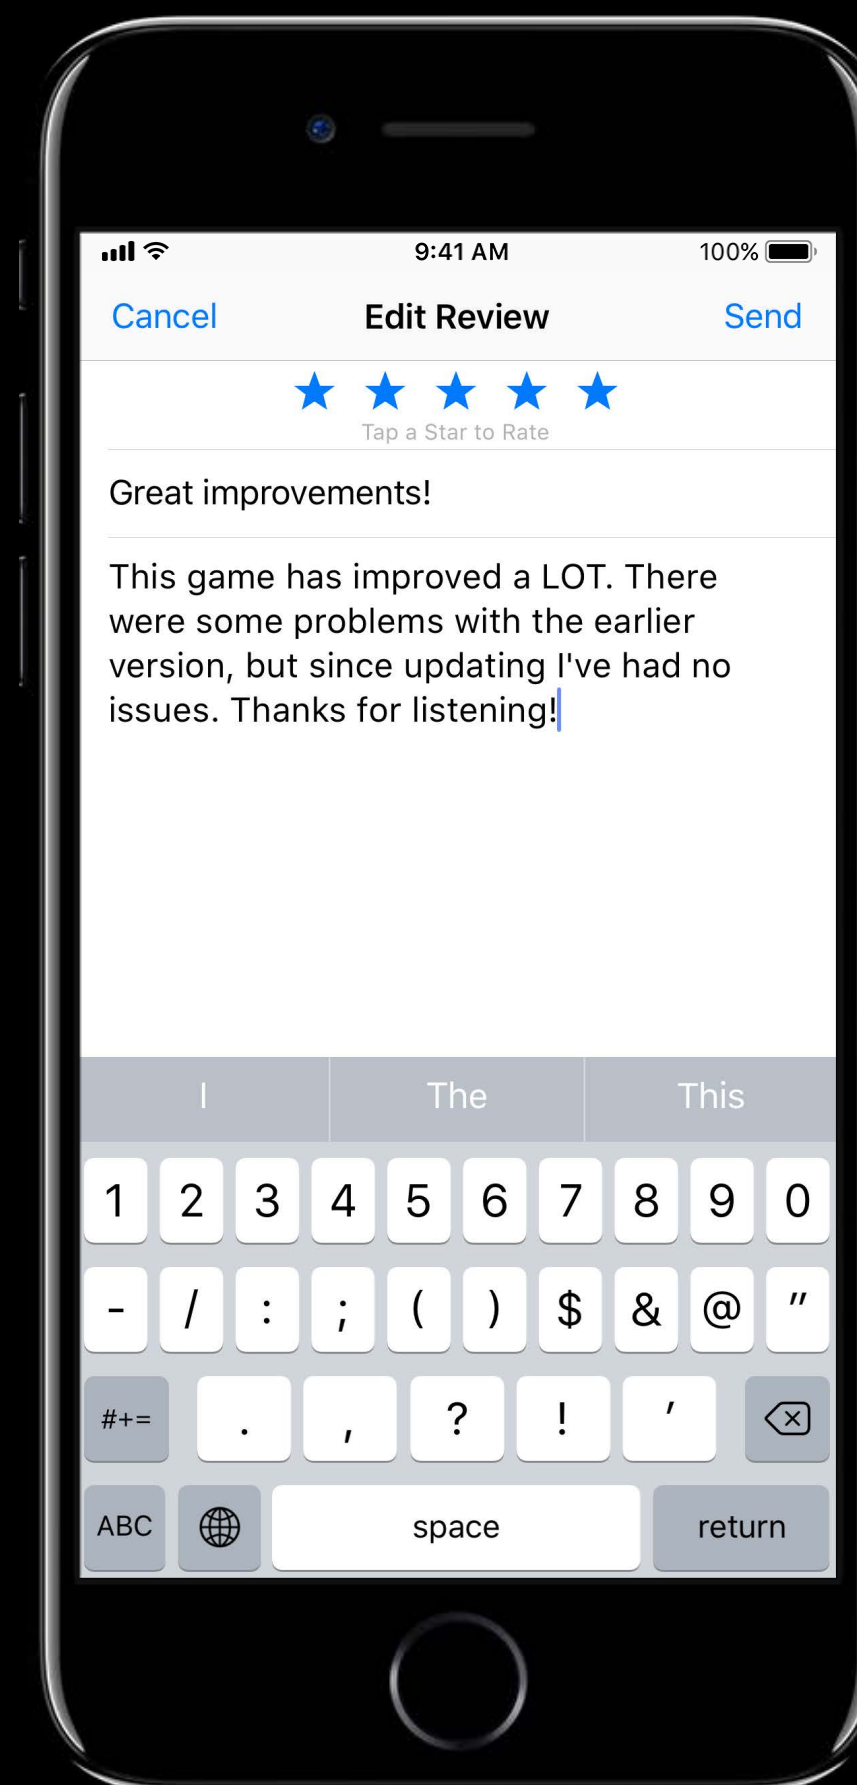 9:41 AM 100%
Cancel Edit Review Send
Tap a Star to Rate
Great improvements!
This game has improved a LOT. There
were some problems with the earlier
version, but since updating I've had no
issues. Thanks for listening!
I The This
1 2 3 4 5 6 7 8 9 0
- / : ; ( ) $ & @ "
#+= . , ? ! '
ABC space return